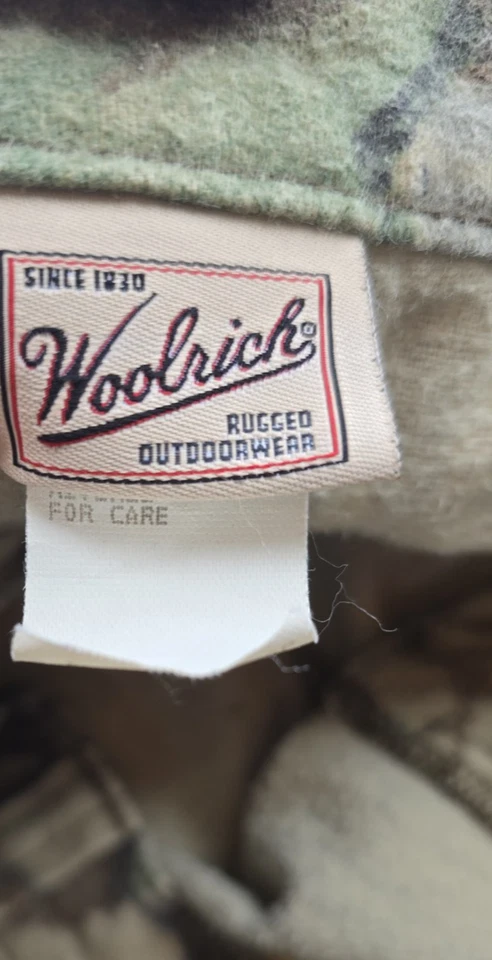 SINCE 1830
Woolrich®
RUGGED
OUTDOORWEAR
FOR CARE